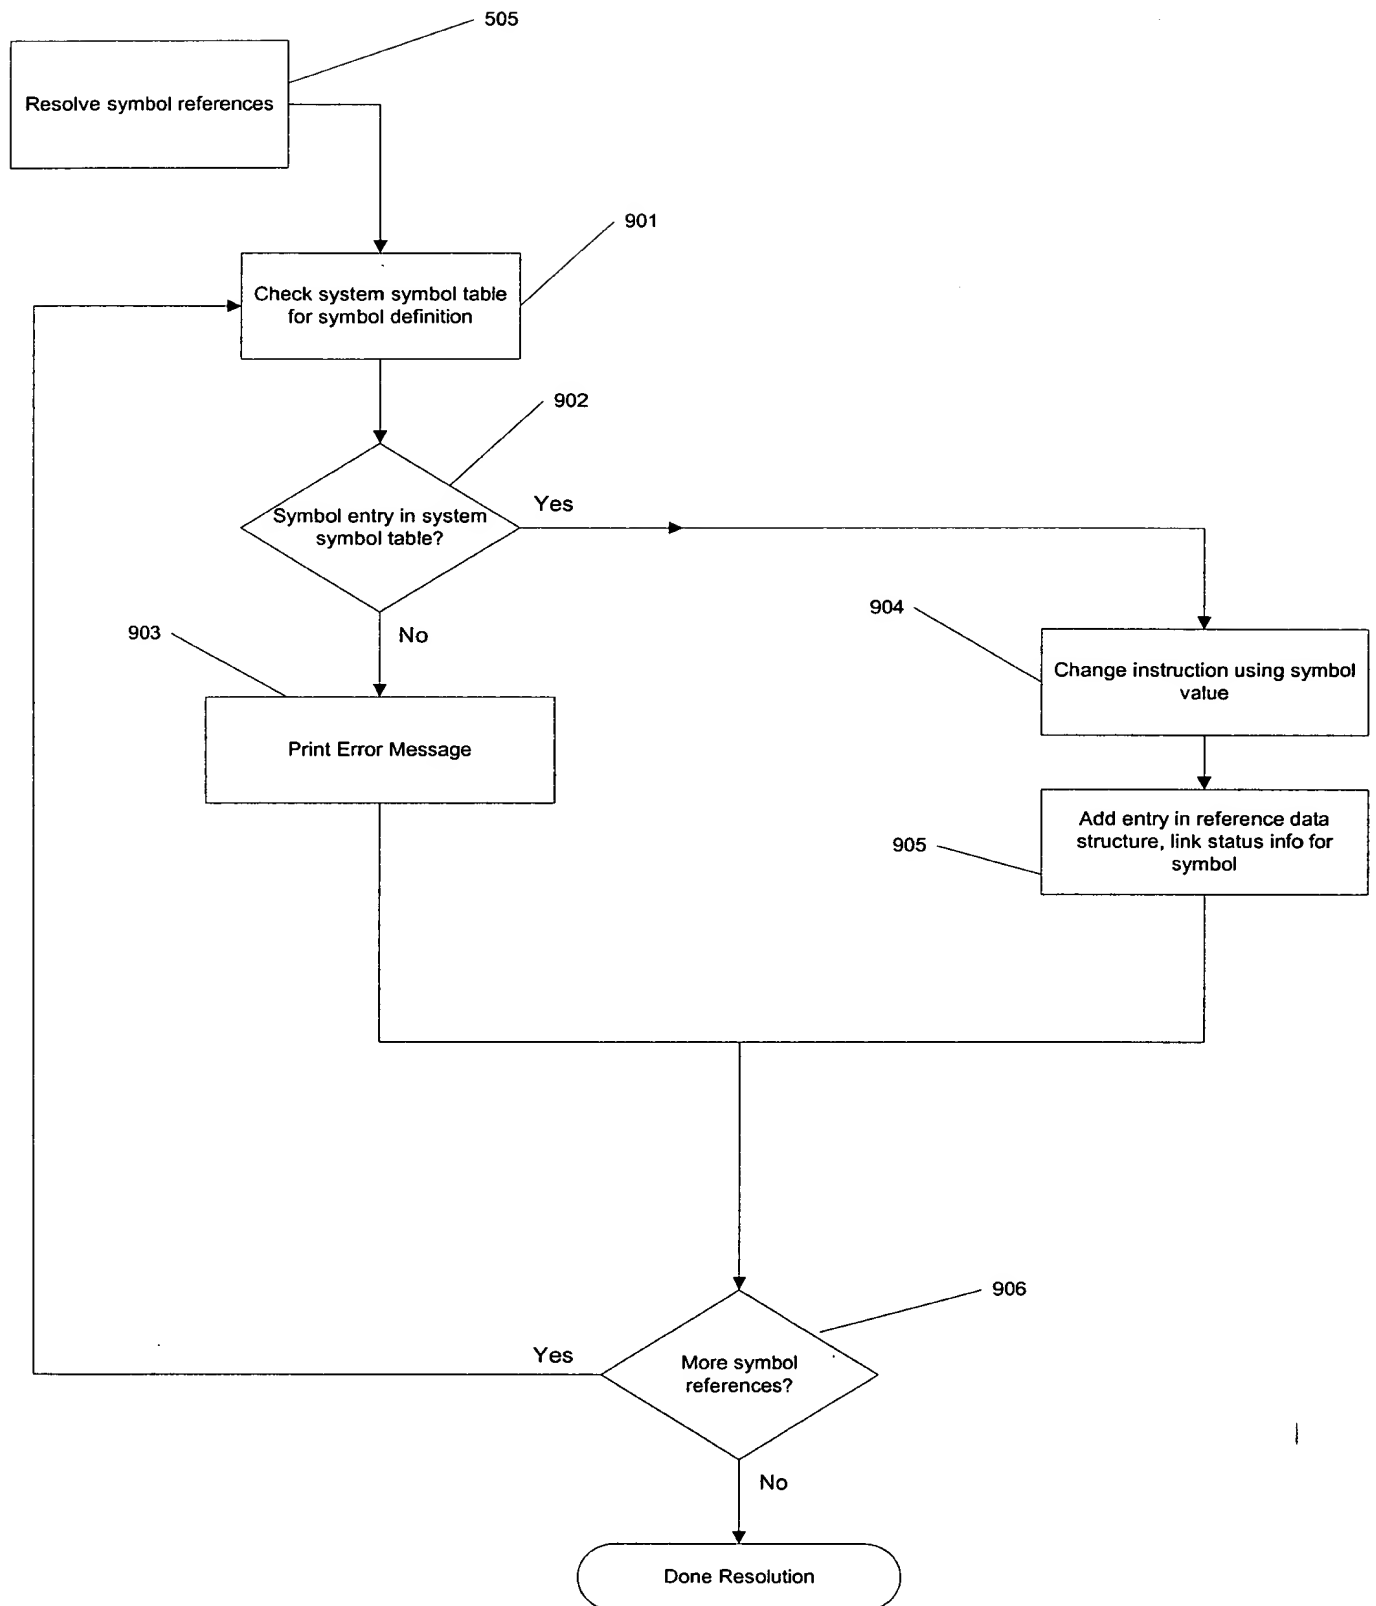 505
Resolve symbol references
901
Check system symbol table
for symbol definition
902
Symbol entry in system
symbol table?
Yes
904
No
903
Change instruction using symbol
value
Print Error Message
Add entry in reference data
structure, link status info for
symbol
905
906
Yes
More symbol
references?
No
Done Resolution